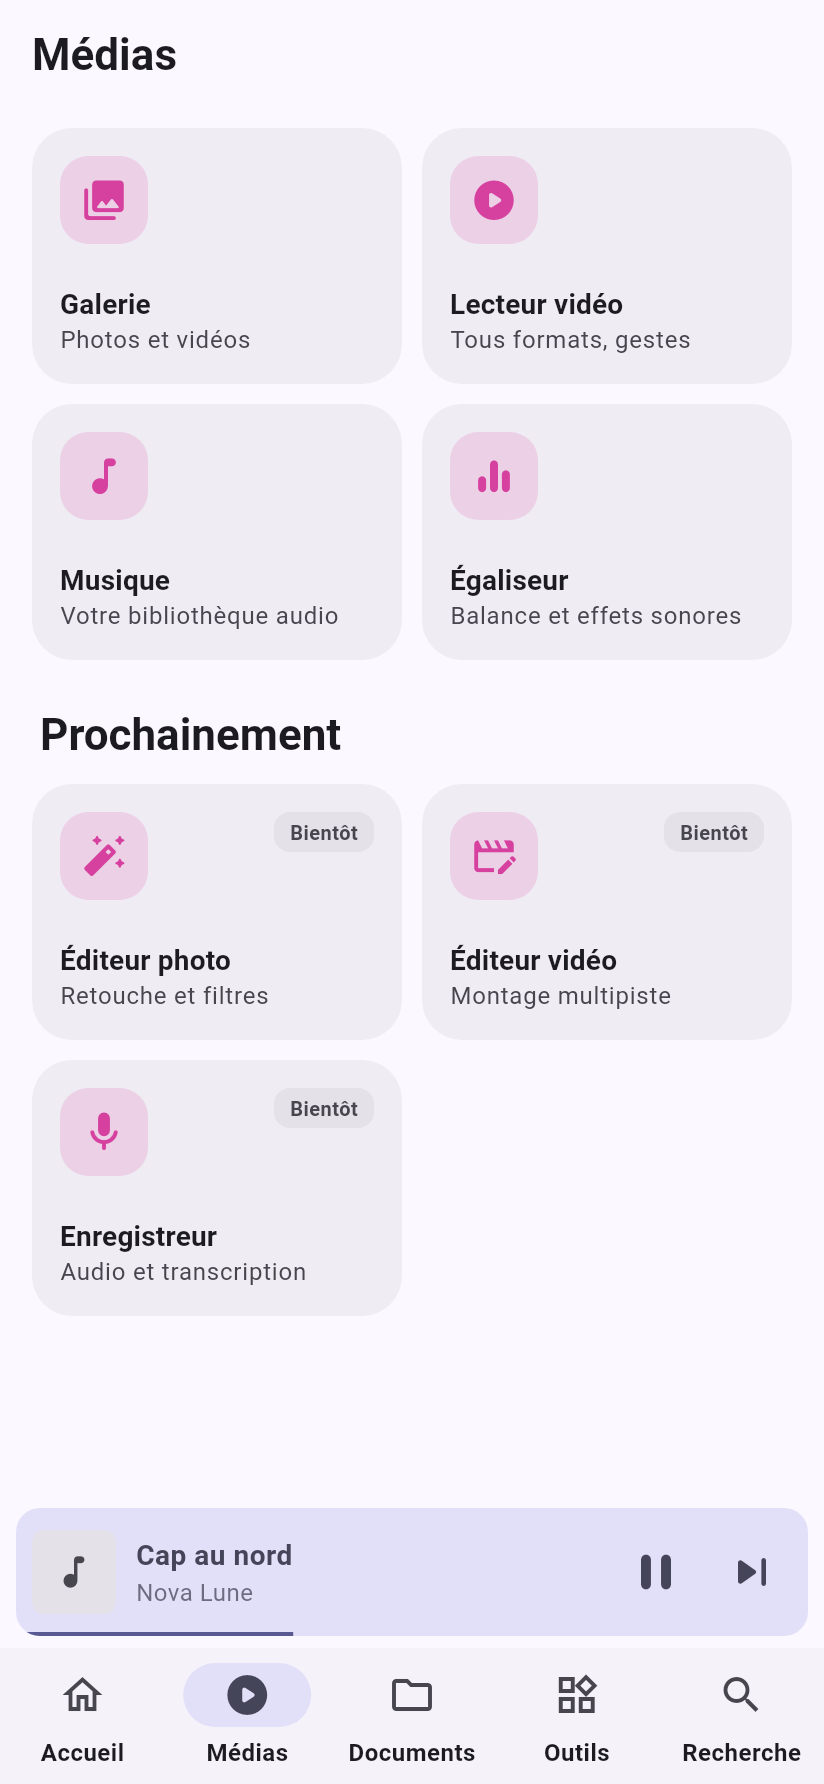 Médias
Galerie
Photos et vidéos
Lecteur vidéo
Tous formats, gestes
Musique
Votre bibliothèque audio
Égaliseur
Balance et effets sonores
Prochainement
Bientôt
Éditeur photo
Retouche et filtres
Bientôt
Éditeur vidéo
Montage multipiste
Bientôt
Enregistreur
Audio et transcription
Cap au nord
Nova Lune
Accueil
Médias
Documents
Outils
Recherche